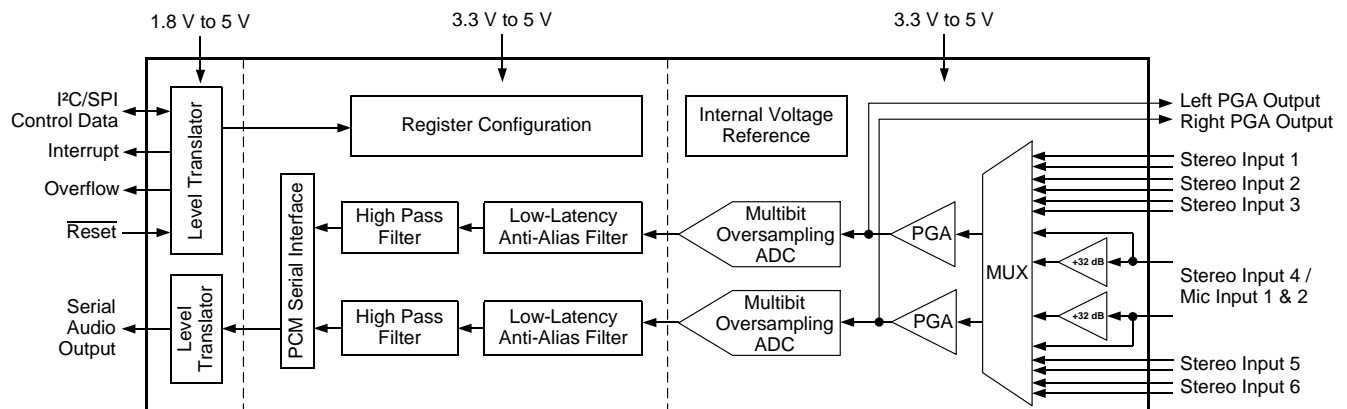 1.8 V to 5 V
3.3 V to 5 V
3.3 V to 5 V
I²C/SPI
Control Data
Interrupt
Overflow
Reset
Serial
Audio
Output
Level Translator
Level
Translator
Register Configuration
PCM Serial Interface
High Pass
Filter
Low-Latency
Anti-Alias Filter
High Pass
Filter
Low-Latency
Anti-Alias Filter
Internal Voltage
Reference
Multibit
Oversampling
ADC
PGA
Multibit
Oversampling
ADC
PGA
MUX
+32 dB
+32 dB
Left PGA Output
Right PGA Output
Stereo Input 1
Stereo Input 2
Stereo Input 3
Stereo Input 4 /
Mic Input 1 & 2
Stereo Input 5
Stereo Input 6